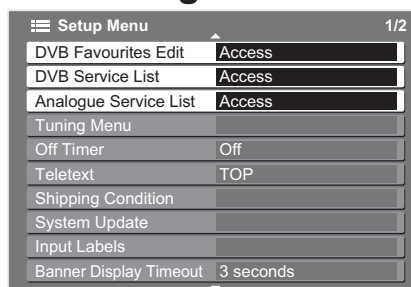 Setup Menu 1/2
DVB Favourites Edit Access
DVB Service List Access
Analogue Service List Access
Tuning Menu
Off Timer Off
Teletext TOP
Shipping Condition
System Update
Input Labels
Banner Display Timeout 3 seconds